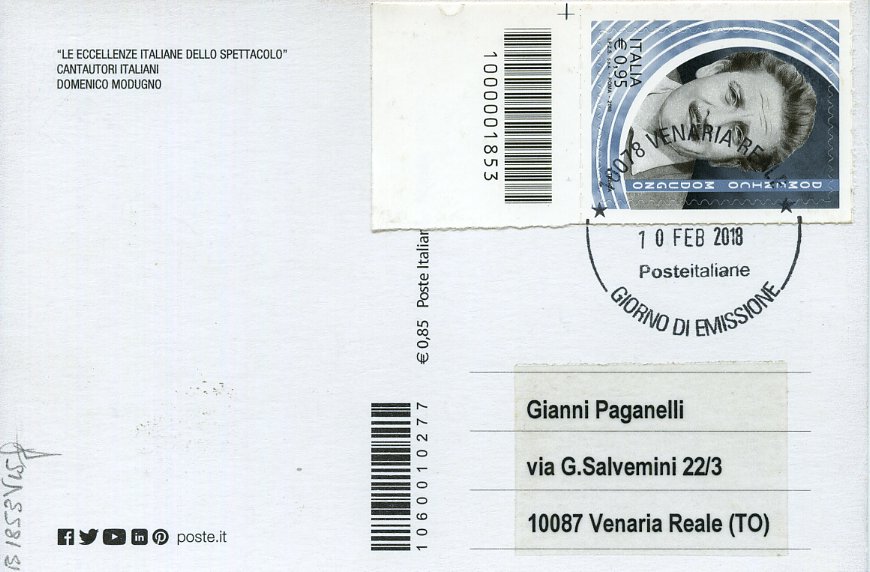 "LE ECCELLENZE ITALIANE DELLO SPETTACOLO"
CANTAUTORI ITALIANI
DOMENICO MODUGNO
1000001853
ITALIA
€ 0,95
DOMENICO
MODUGNO
10078 VENARIA REALE
10 FEB 2018
Posteitaliane
GIORNO DI EMISSIONE
€ 0,85 Poste Italian
1060010277
Gianni Paganelli
via G.Salvemini 22/3
10087 Venaria Reale (TO)
poste.it